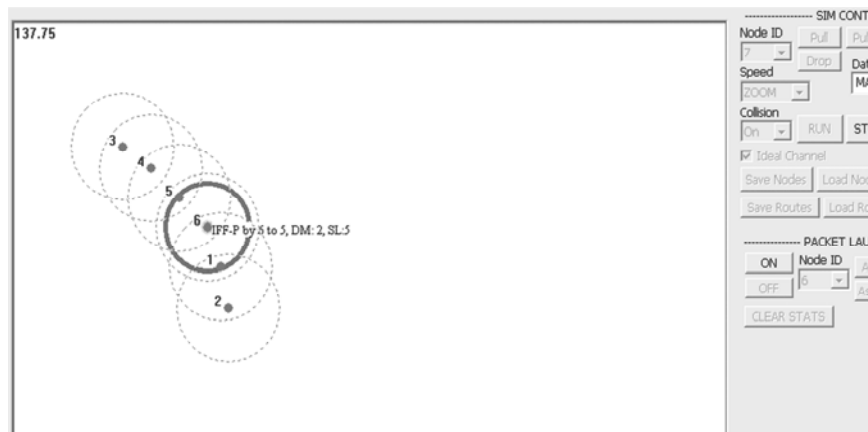 137.75
3
4
5
6
IFF-P by 6 to 5, DM: 2, SL:5
1
2
SIM CONT
Node ID
7
Pull
Pul
Drop
Dat
Speed
MA
ZOOM
Collision
On
RUN
ST
Ideal Channel
Save Nodes
Load Nod
Save Routes
Load Ro
PACKET LAU
ON
Node ID
A
OFF
6
As
CLEAR STATS